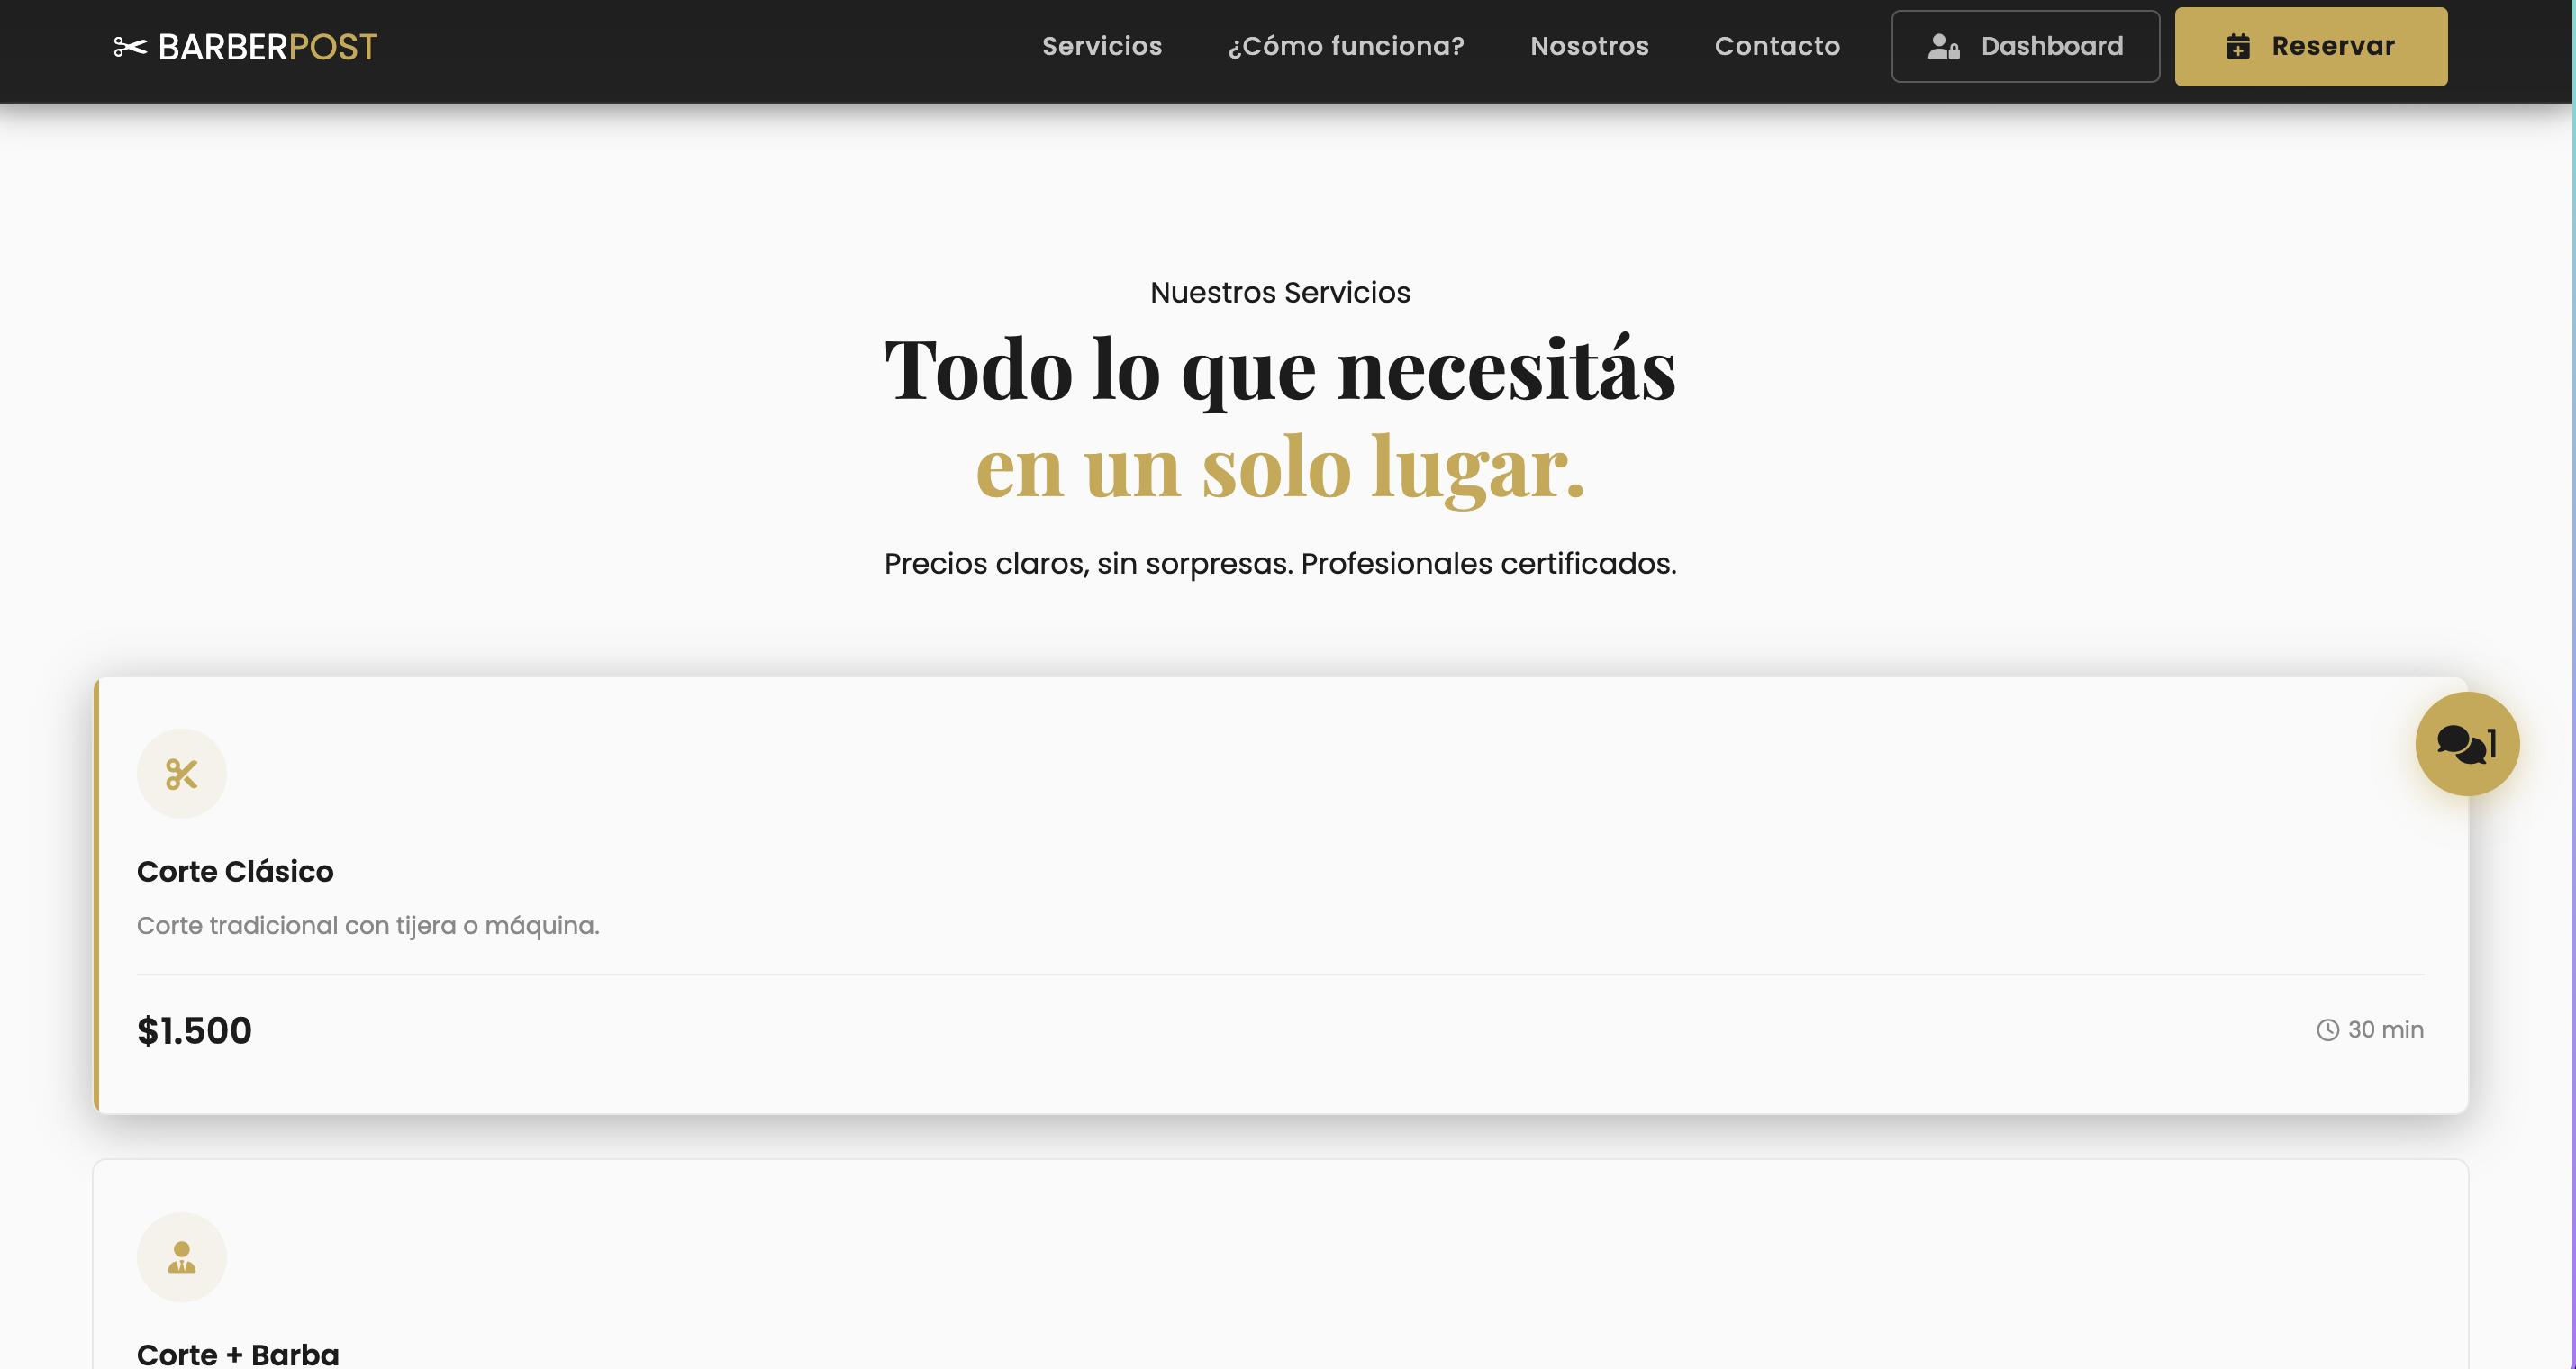 BARBERPOST
Servicios
¿Cómo funciona?
Nosotros
Contacto
Dashboard
Reservar
Nuestros Servicios
Todo lo que necesitás
en un solo lugar.
Precios claros, sin sorpresas. Profesionales certificados.
1
Corte Clásico
Corte tradicional con tijera o máquina.
$1.500
30 min
Corte + Barba